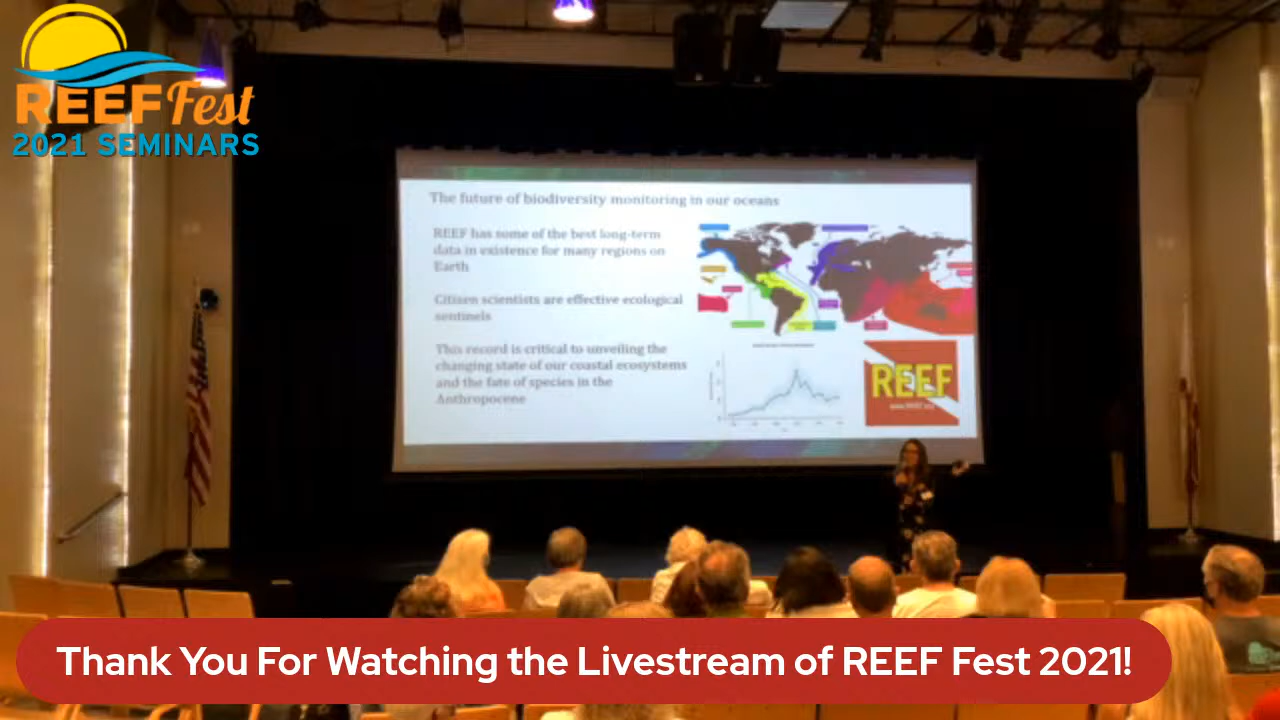 REEF Fest
2021 SEMINARS
The future of biodiversity monitoring in our oceans
REEF has some of the best long-term
data in existence for many regions on
Earth
Citizen scientists are effective ecological
sentinels
This record is critical to unveiling the
changing state of our coastal ecosystems
and the fate of species in the
Anthropocene
REEF
Thank You For Watching the Livestream of REEF Fest 2021!